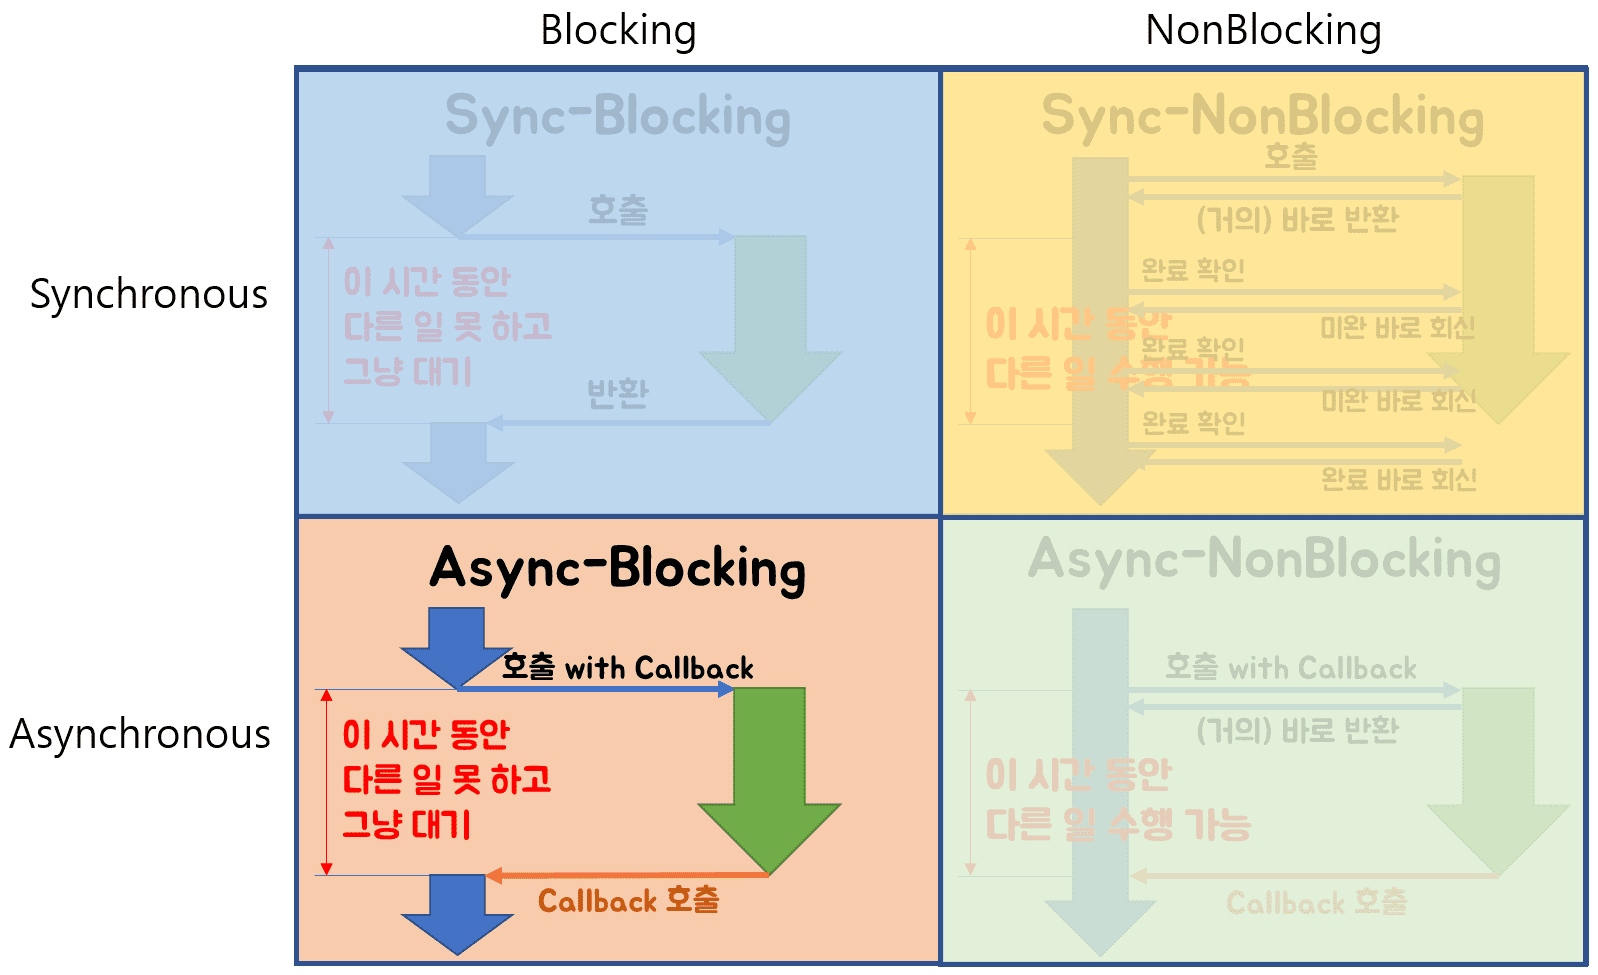 Blocking
NonBlocking
Synchronous
Sync-Blocking
호출
이 시간 동안
다른 일 못 하고
그냥 대기
반환
Sync-NonBlocking
호출
(거의) 바로 반환
완료 확인
이 시간 동안
미완 바로 회신
완료 확인
다른 일 수행 가능
미완 바로 회신
완료 확인
완료 바로 회신
Asynchronous
Async-Blocking
호출 with Callback
이 시간 동안
다른 일 못 하고
그냥 대기
Callback 호출
Async-NonBlocking
호출 with Callback
(거의) 바로 반환
이 시간 동안
다른 일 수행 가능
Callback 호출